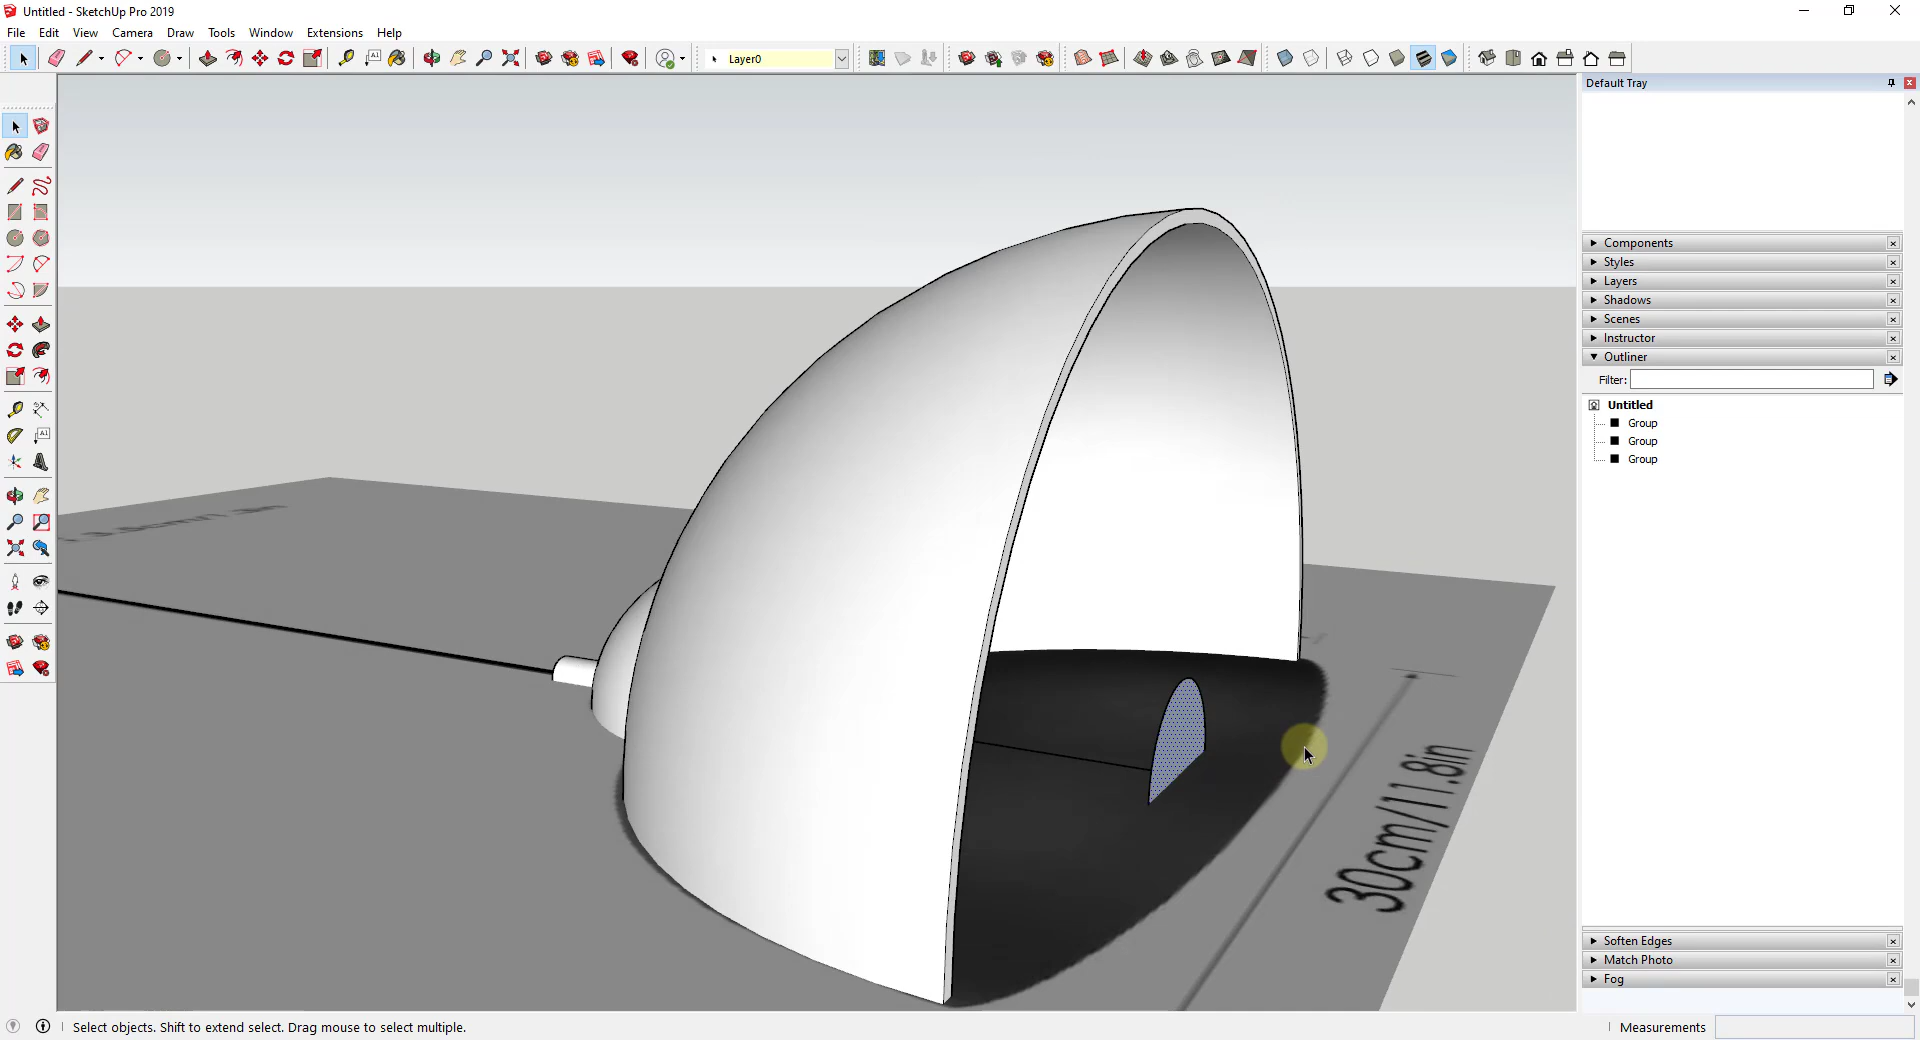 Untitled - SketchUp Pro 2019
File Edit View Camera Draw Tools Window Extensions Help
A1
Layer0
Default Tray
Components
Styles
Layers
Shadows
Scenes
Instructor
Outliner
Filter:
Untitled
Group
Group
Group
A1
30cm/11.8in
Soften Edges
Match Photo
Fog
Select objects. Shift to extend select. Drag mouse to select multiple.
Measurements